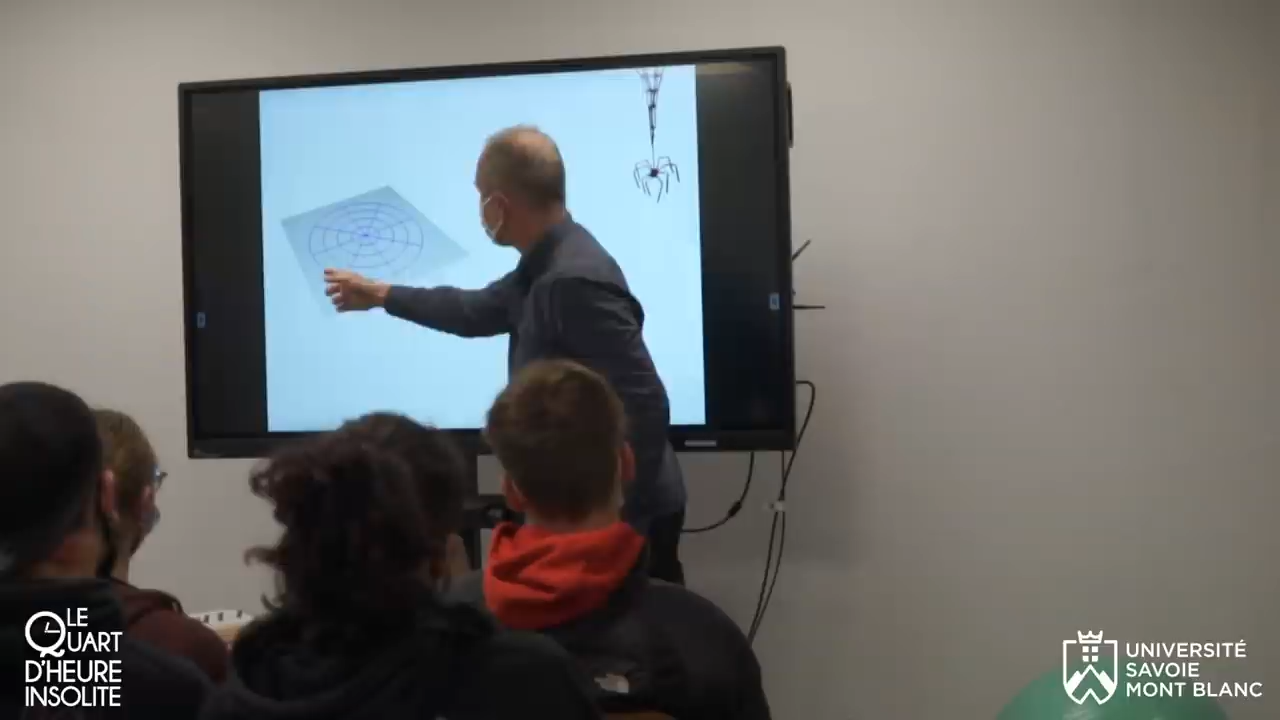 LE
QUART
D'HEURE
INSOLITE
UNIVERSITÉ
SAVOIE
MONT BLANC